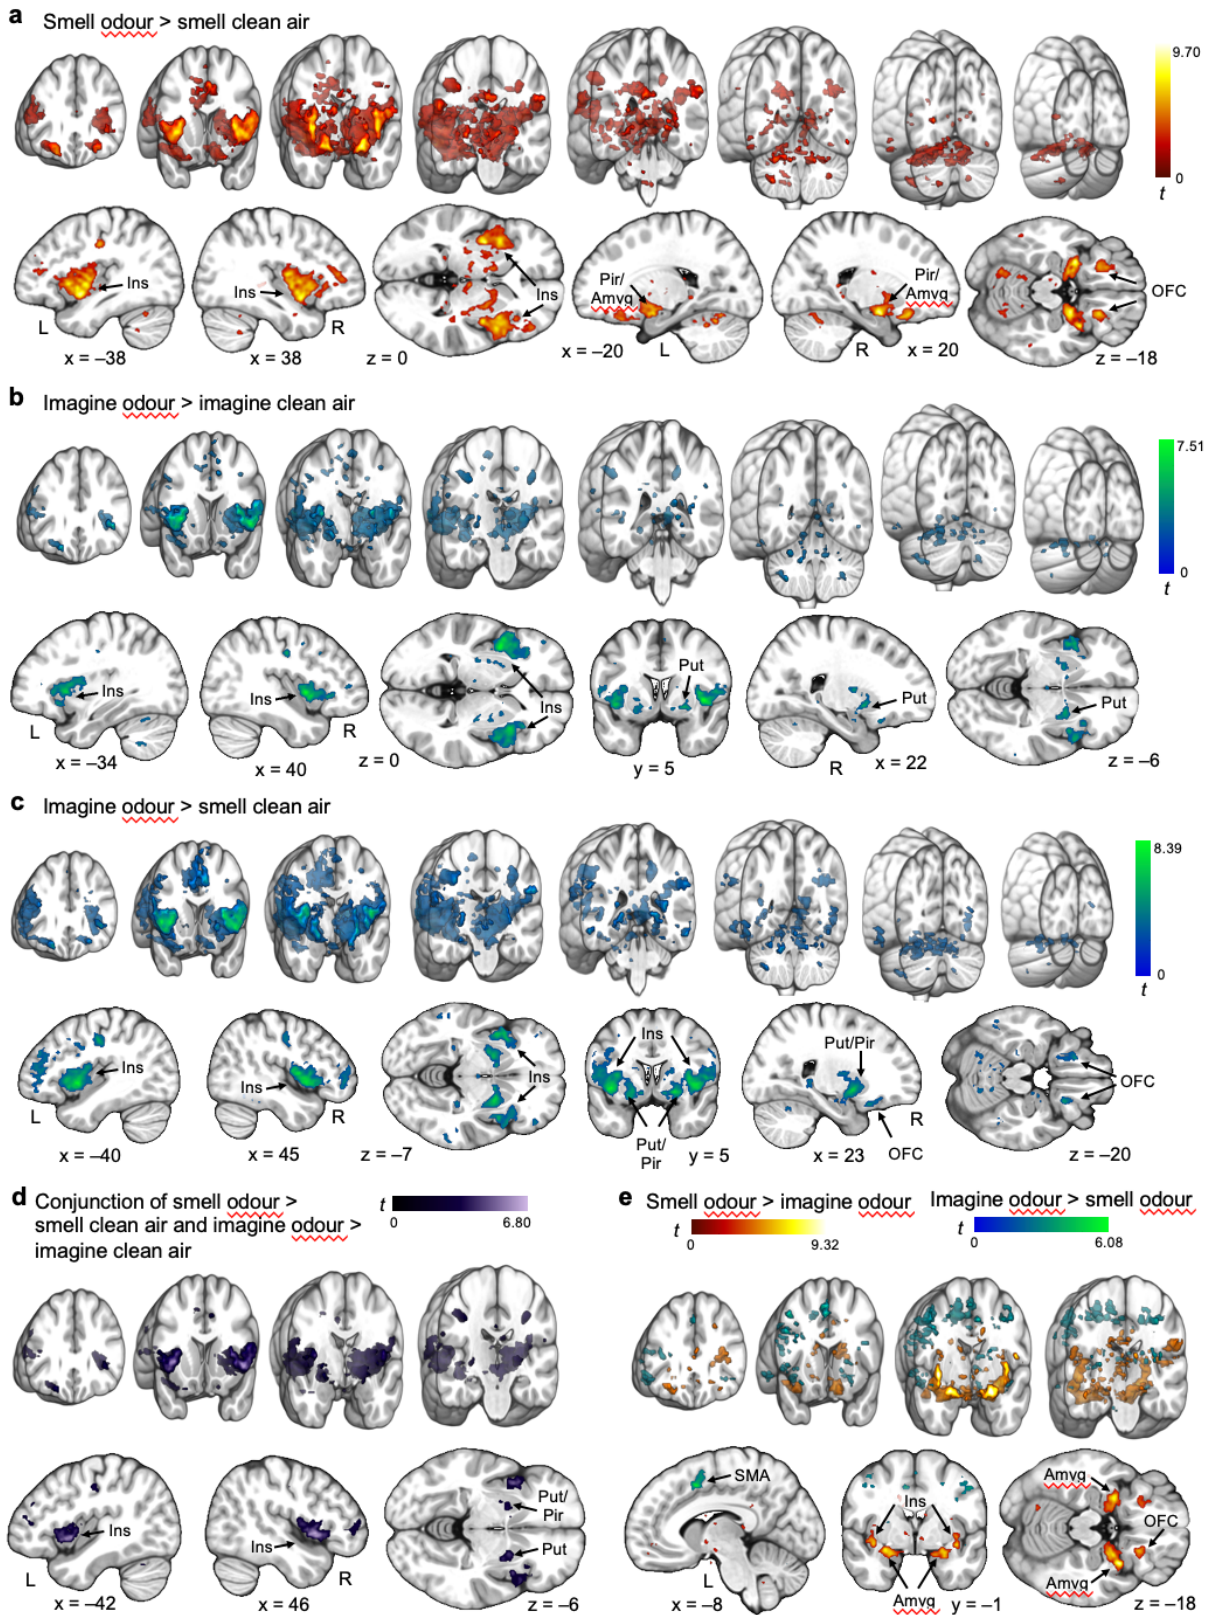 a Smell odour > smell clean air
9.70
0
t
Ins
Ins
Ins
Pir/
Amvg
Pir/
Amvg
OFC
L
R
L
R
x = –38
x = 38
z = 0
x = –20
x = 20
z = –18
b Imagine odour > imagine clean air
7.51
0
t
Ins
Ins
Ins
Put
Put
Put
L
R
R
x = –34
x = 40
z = 0
y = 5
x = 22
z = –6
c Imagine odour > smell clean air
8.39
0
t
Ins
Ins
Ins
Ins
Put/
Pir
Put/Pir
OFC
OFC
L
R
R
x = –40
x = 45
z = –7
y = 5
x = 23
z = –20
d Conjunction of smell odour >
smell clean air and imagine odour >
imagine clean air
t
0
6.80
Ins
Ins
Put/
Pir
Put
L
R
x = –42
x = 46
z = –6
e Smell odour > imagine odour
t
0
9.32
Imagine odour > smell odour
t
0
6.08
SMA
Ins
Amvg
Amvg
OFC
Amvg
L
x = –8
y = –1
z = –18